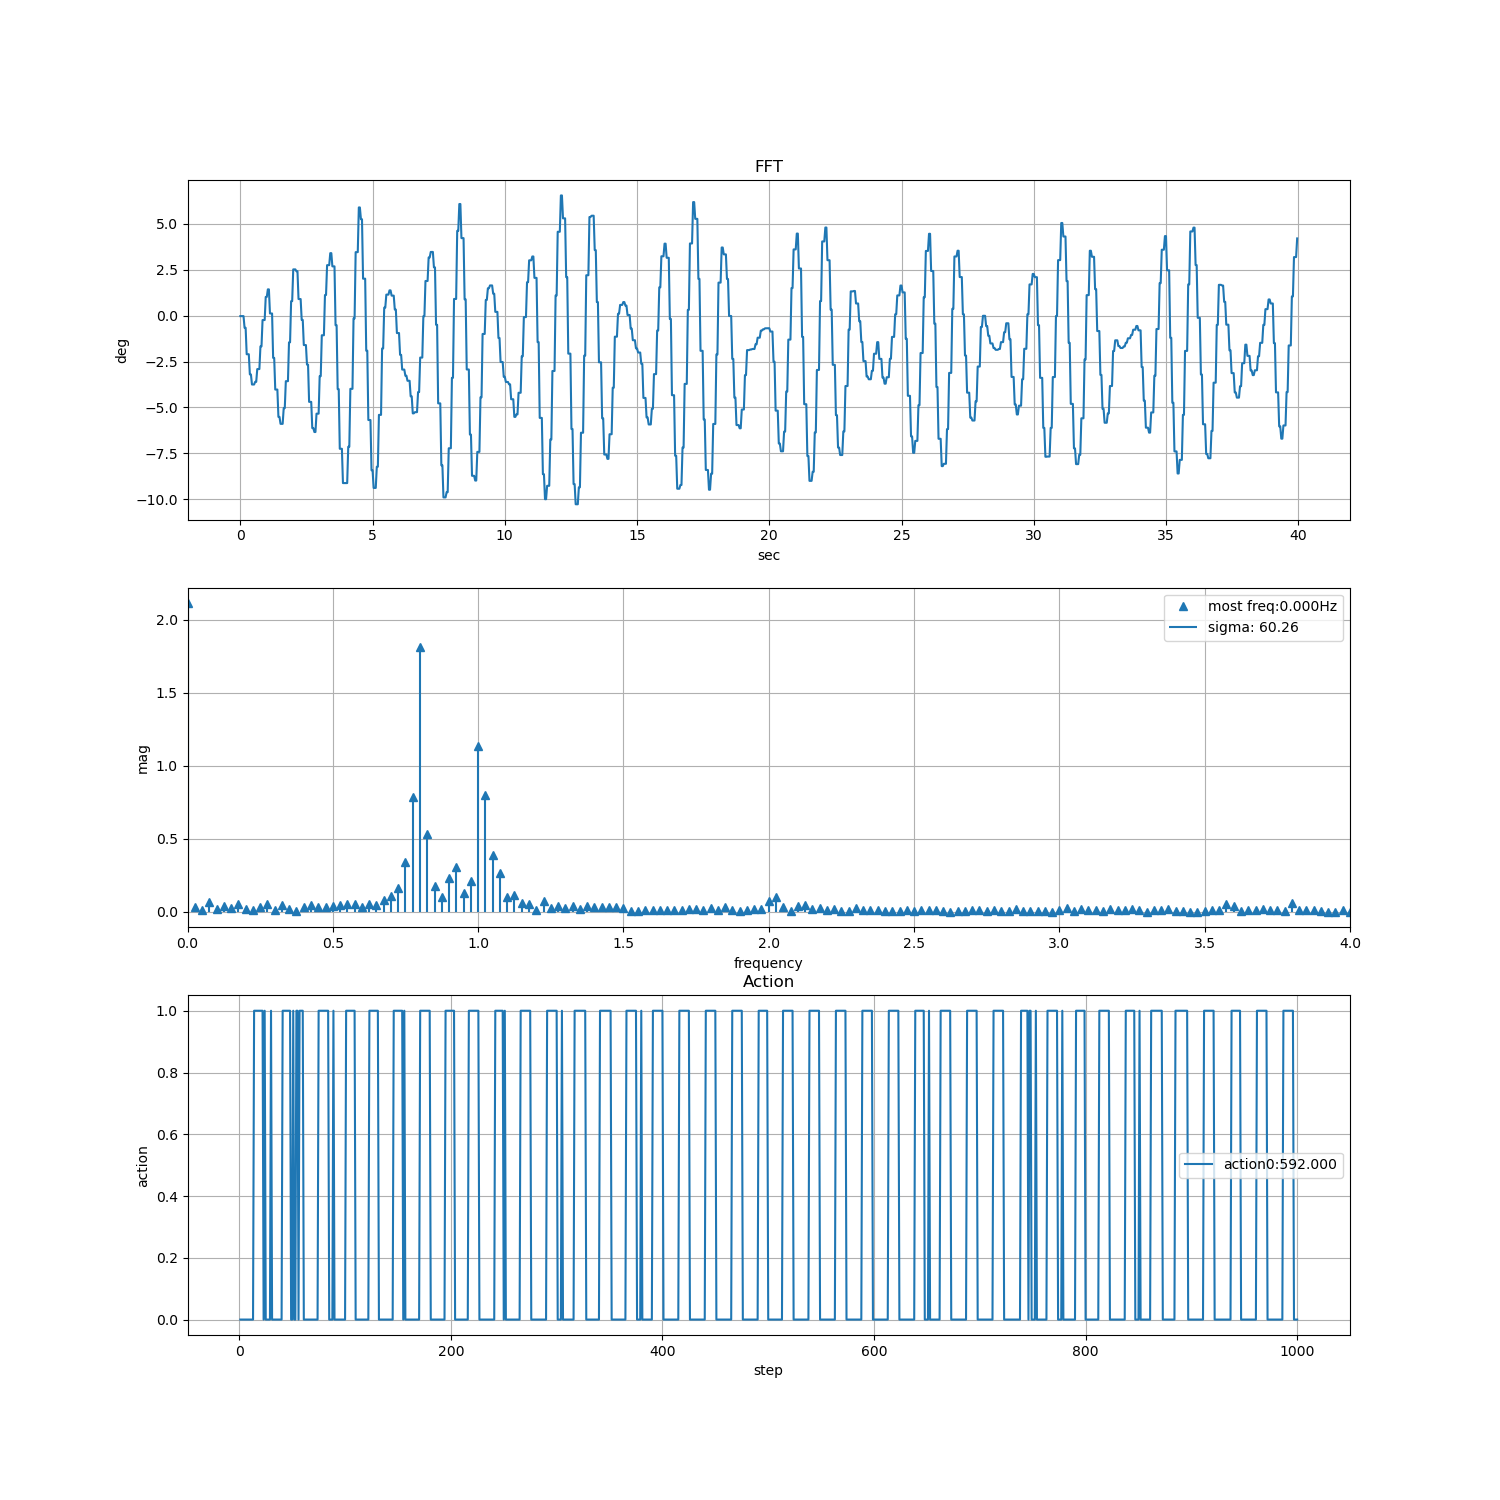 FFT
5.0
2.5
0.0
−2.5
−5.0
−7.5
−10.0
deg
0 5 10 15 20 25 30 35 40
sec
2.0
1.5
1.0
0.5
0.0
mag
most freq:0.000Hz
sigma: 60.26
0.0 0.5 1.0 1.5 2.0 2.5 3.0 3.5 4.0
frequency
Action
1.0
0.8
0.6
0.4
0.2
0.0
action
action0:592.000
0 200 400 600 800 1000
step